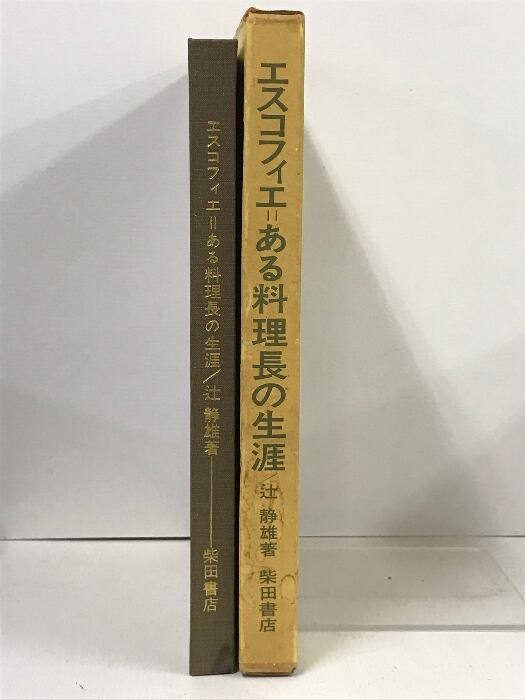 エスコフィエ=ある料理長の生涯/辻 静雄著――柴田書店
エスコフィエ=ある料理長の生涯/辻 静雄著 柴田書店